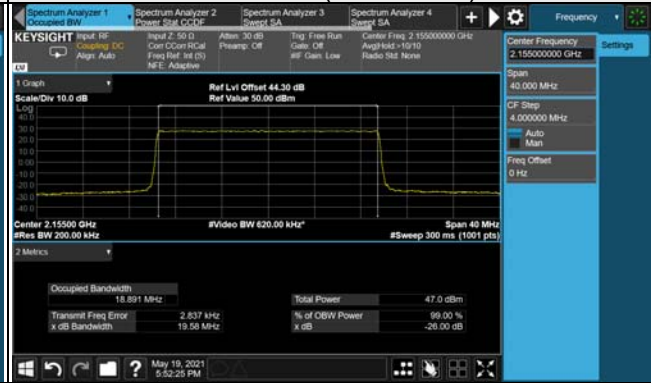 Spectrum Analyzer 1
Occupied BW
Spectrum Analyzer 2
Power Stat CCDF
Spectrum Analyzer 3
Swept SA
Spectrum Analyzer 4
Swept SA
Frequency
KEYSIGHT
Input: RF
Coupling: DC
Align: Auto
Input Z: 50 Ω
Corr CCorr RCal
Freq Ref: Int (S)
NFE: Adaptive
Atten: 30 dB
Preamp: Off
Trig: Free Run
Gate: Off
#IF Gain: Low
Center Freq: 2.155000000 GHz
Avg|Hold:>10/10
Radio Std: None
LXI
Center Frequency
2.155000000 GHz
Settings
Span
40.000 MHz
CF Step
4.000000 MHz
Auto
Man
Freq Offset
0 Hz
1 Graph
Scale/Div 10.0 dB
Ref Lvl Offset 44.30 dB
Ref Value 50.00 dBm
Log
40.0
30.0
20.0
10.0
0.00
-10.0
-20.0
-30.0
-40.0
Center 2.15500 GHz
#Res BW 200.00 kHz
#Video BW 620.00 kHz*
Span 40 MHz
#Sweep 300 ms (1001 pts)
2 Metrics
Occupied Bandwidth
18.891 MHz
Total Power
47.0 dBm
Transmit Freq Error
2.837 kHz
% of OBW Power
99.00 %
x dB Bandwidth
19.58 MHz
x dB
-26.00 dB
?
May 19, 2021
5:52:25 PM